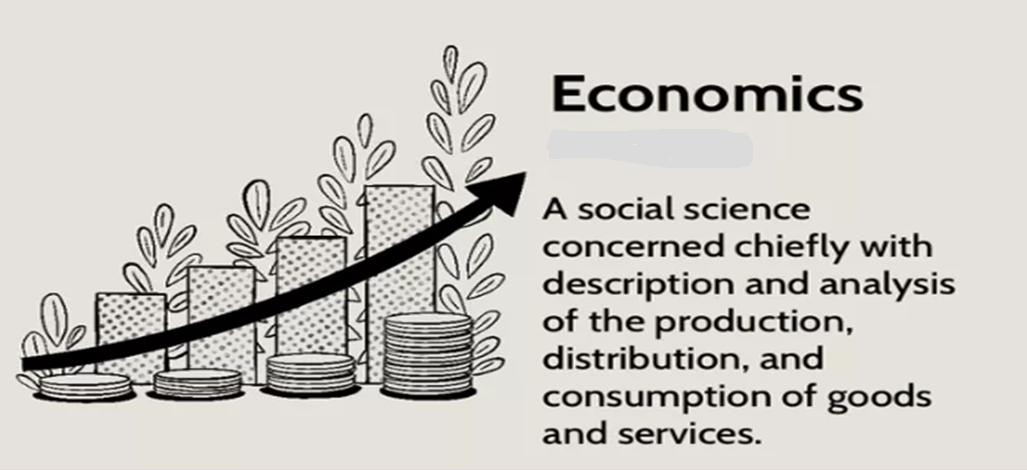 Economics
A social science
concerned chiefly with
description and analysis
of the production,
distribution, and
consumption of goods
and services.